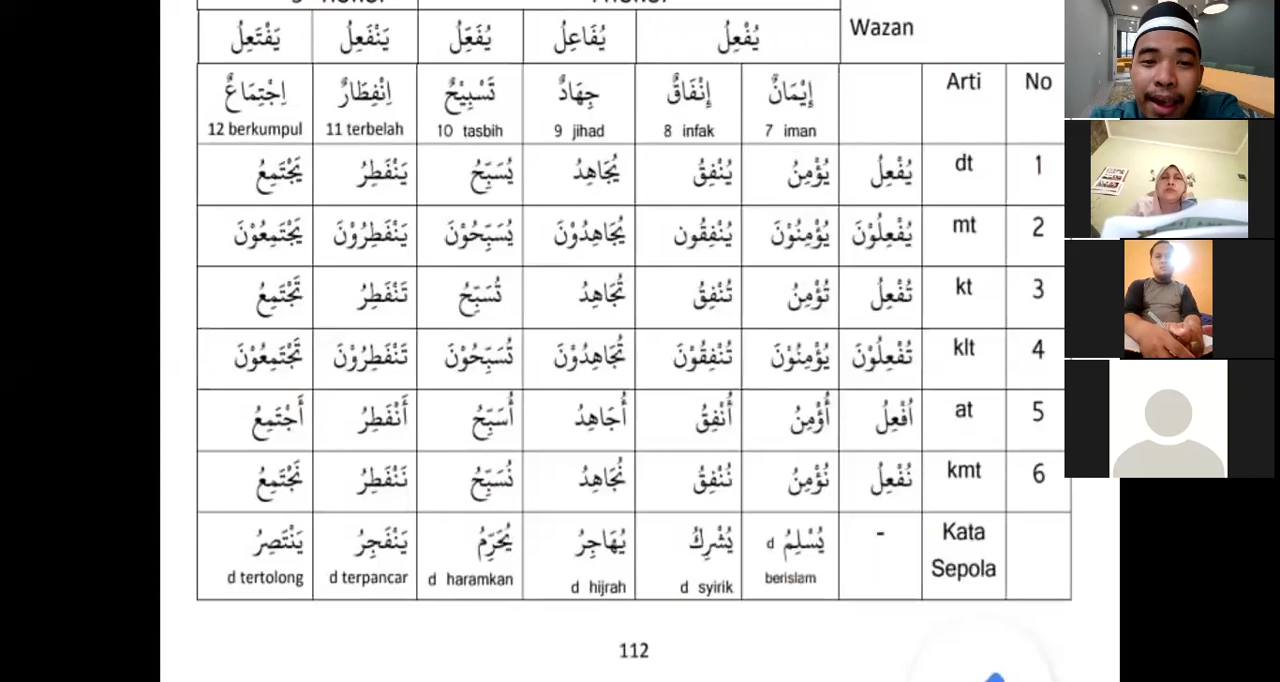 Wazan يُفْعِلُ يُفَاعِلُ يُفَعِّلُ يَنْفَعِلُ يَفْتَعِلُ
No Arti إِيْمَانٌ إِنْفَاقٌ جِهَادٌ تَسْبِيْحٌ اِنْفِطَارٌ اِجْتِمَاعٌ
7 iman 8 infak 9 jihad 10 tasbih 11 terbelah 12 berkumpul
1 dt يُفْعِلُ يُؤْمِنُ يُنْفِقُ يُجَاهِدُ يُسَبِّحُ يَنْفَطِرُ يَجْتَمِعُ
2 mt يُفْعِلُوْنَ يُؤْمِنُوْنَ يُنْفِقُون يُجَاهِدُوْنَ يُسَبِّحُوْنَ يَنْفَطِرُوْنَ يَجْتَمِعُوْنَ
3 kt تُفْعِلُ تُؤْمِنُ تُنْفِقُ تُجَاهِدُ تُسَبِّحُ تَنْفَطِرُ تَجْتَمِعُ
4 klt تُفْعِلُوْنَ يُؤْمِنُوْنَ تُنْفِقُوْنَ تُجَاهِدُوْنَ تُسَبِّحُوْنَ تَنْفَطِرُوْنَ تَجْتَمِعُوْنَ
5 at اُفْعِلُ أُؤْمِنُ أُنْفِقُ أُجَاهِدُ أُسَبِّحُ أَنْفَطِرُ أَجْتَمِعُ
6 kmt نُفْعِلُ نُؤْمِنُ نُنْفِقُ نُجَاهِدُ نُسَبِّحُ نَنْفَطِرُ نَجْتَمِعُ
Kata Sepola - يُسْلِمُ d يُشْرِكُ يُهَاجِرُ يُحَرِّمُ يَنْفَجِرُ يَنْتَصِرُ
berislam d syirik d hijrah d haramkan d terpancar d tertolong
112